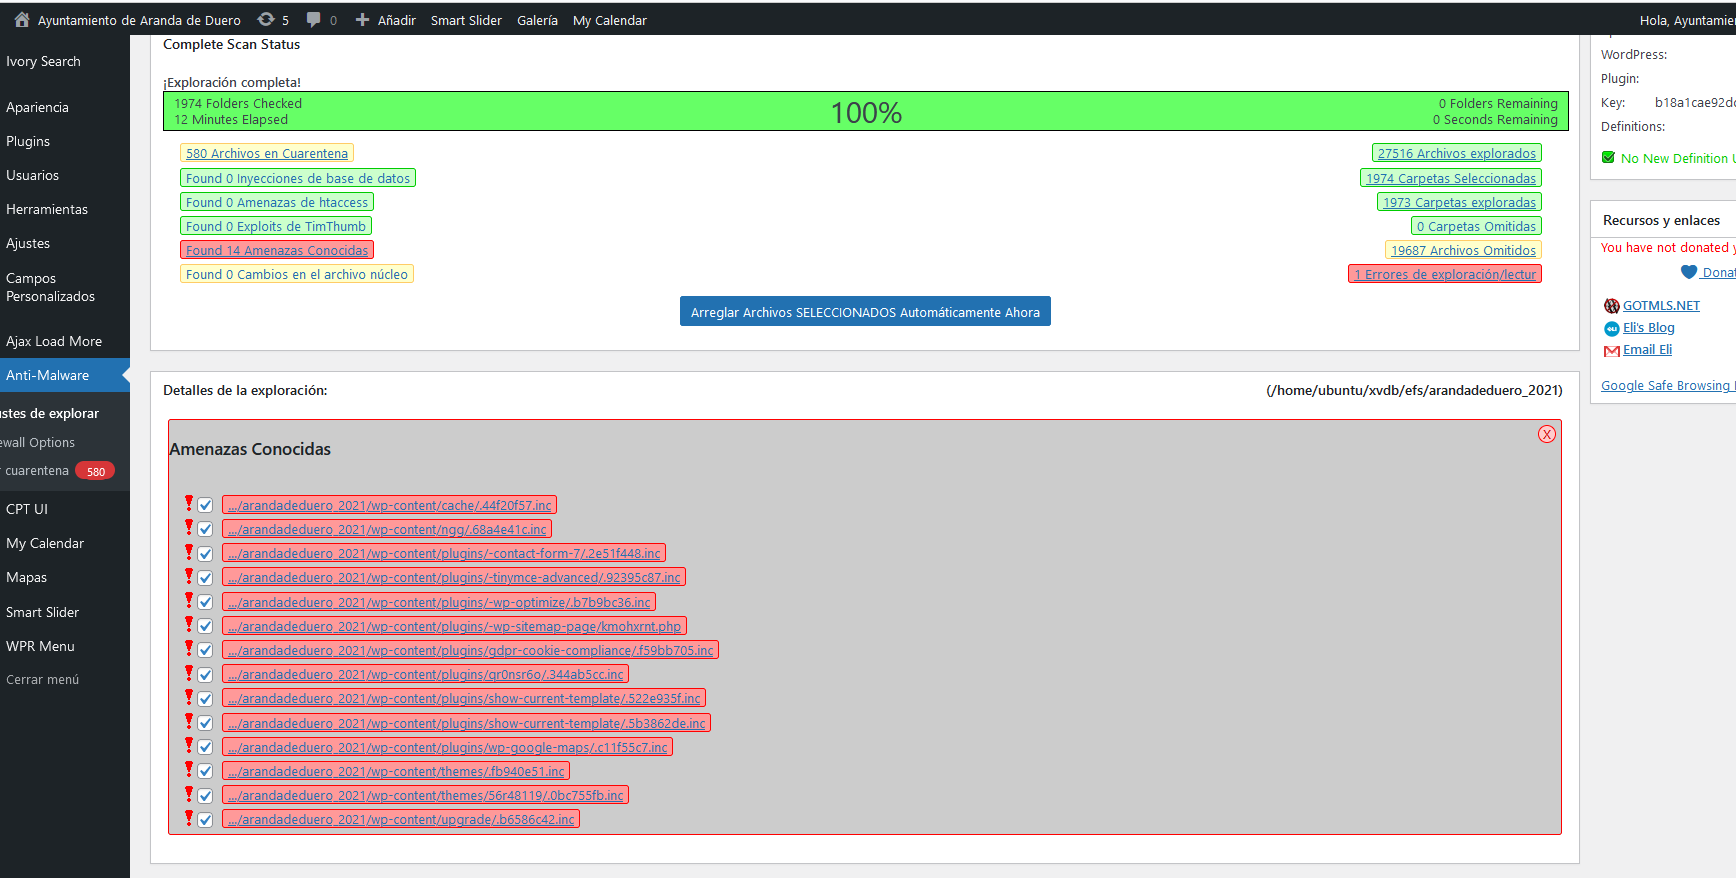 Ayuntamiento de Aranda de Duero 5 0 Añadir Smart Slider Galería My Calendar Hola, Ayuntamie
Ivory Search
Apariencia
Plugins
Usuarios
Herramientas
Ajustes
Campos
Personalizados
Ajax Load More
Anti-Malware
ustes de explorar
ewall Options
r cuarentena 580
CPT UI
My Calendar
Mapas
Smart Slider
WPR Menu
Cerrar menú
Complete Scan Status
¡Exploración completa!
1974 Folders Checked
12 Minutes Elapsed
100%
0 Folders Remaining
0 Seconds Remaining
580 Archivos en Cuarentena
Found 0 Inyecciones de base de datos
Found 0 Amenazas de htaccess
Found 0 Exploits de TimThumb
Found 14 Amenazas Conocidas
Found 0 Cambios en el archivo núcleo
27516 Archivos explorados
1974 Carpetas Seleccionadas
1973 Carpetas exploradas
0 Carpetas Omitidas
19687 Archivos Omitidos
1 Errores de exploración/lectur
Arreglar Archivos SELECCIONADOS Automáticamente Ahora
Detalles de la exploración: (/home/ubuntu/xvdb/efs/arandadeduero_2021)
Amenazas Conocidas
X
.../arandadeduero_2021/wp-content/cache/.44f20f57.inc
.../arandadeduero_2021/wp-content/ngg/.68a4e41c.inc
.../arandadeduero_2021/wp-content/plugins/-contact-form-7/.2e51f448.inc
.../arandadeduero_2021/wp-content/plugins/-tinymce-advanced/.92395c87.inc
.../arandadeduero_2021/wp-content/plugins/-wp-optimize/.b7b9bc36.inc
.../arandadeduero_2021/wp-content/plugins/-wp-sitemap-page/kmohxrnt.php
.../arandadeduero_2021/wp-content/plugins/gdpr-cookie-compliance/.f59bb705.inc
.../arandadeduero_2021/wp-content/plugins/qr0nsr6o/.344ab5cc.inc
.../arandadeduero_2021/wp-content/plugins/show-current-template/.522e935f.inc
.../arandadeduero_2021/wp-content/plugins/show-current-template/.5b3862de.inc
.../arandadeduero_2021/wp-content/plugins/wp-google-maps/.c11f55c7.inc
.../arandadeduero_2021/wp-content/themes/.fb940e51.inc
.../arandadeduero_2021/wp-content/themes/56r48119/.0bc755fb.inc
.../arandadeduero_2021/wp-content/upgrade/.b6586c42.inc
WordPress:
Plugin:
Key: b18a1cae92d
Definitions:
No New Definition U
Recursos y enlaces
You have not donated y
Donat
GOTMLS.NET
Eli's Blog
Email Eli
Google Safe Browsing